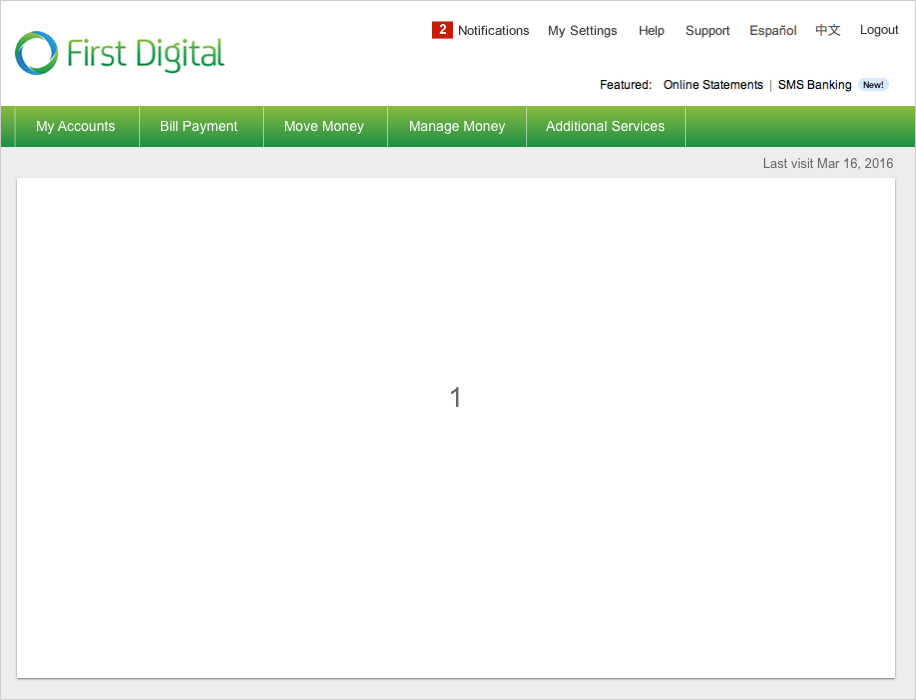 2 Notifications My Settings Help Support Español 中文 Logout
First Digital
Featured: Online Statements | SMS Banking New!
My Accounts Bill Payment Move Money Manage Money Additional Services
Last visit Mar 16, 2016
1